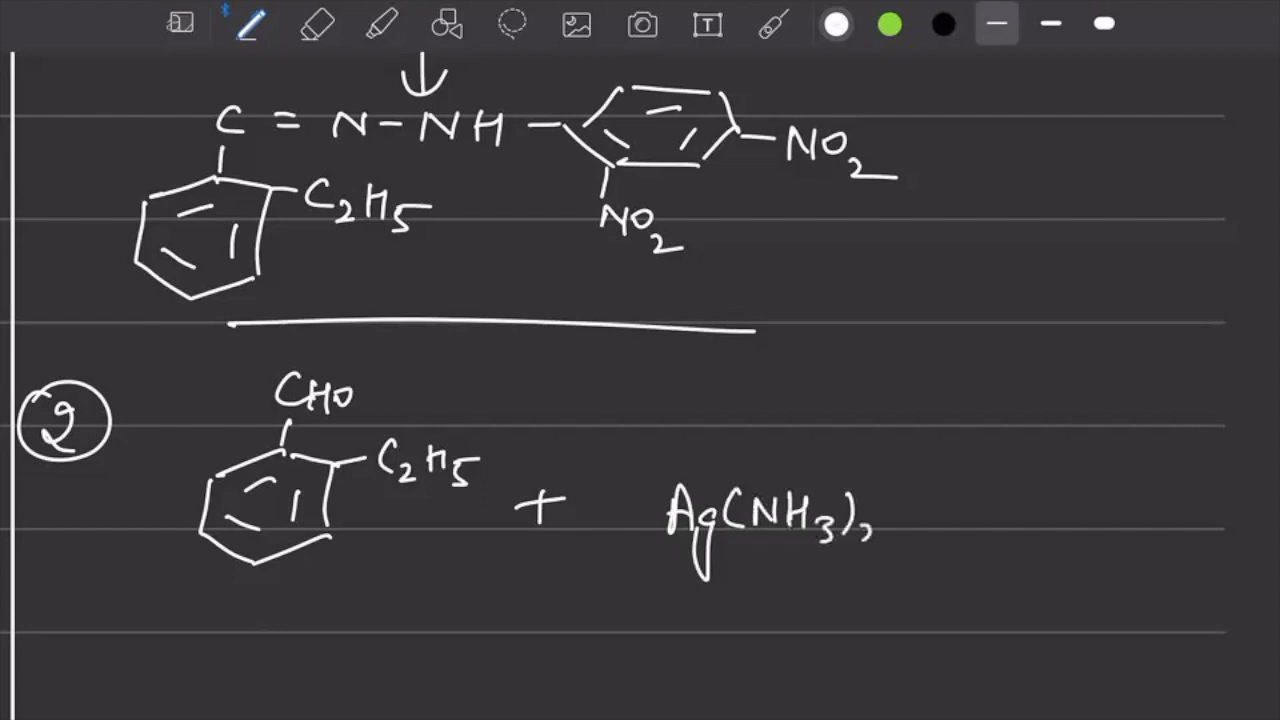 C = N - NH - NO2
C2H5
NO2
2
CHO
C2H5
+ Ag(NH3)2
T